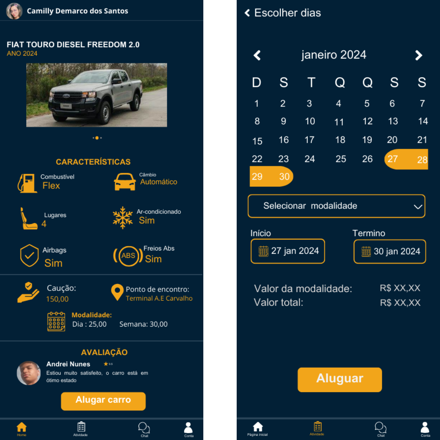 Camilly Demarco dos Santos
FIAT TOURO DIESEL FREEDOM 2.0
ANO 2024
CARACTERÍSTICAS
Combustível
Flex
Câmbio
Automático
Lugares
4
Ar-condicionado
Sim
Airbags
Sim
ABS
Freios Abs
Sim
Caução:
150,00
Ponto de encontro:
Terminal A.E Carvalho
Modalidade:
Dia : 25,00 Semana: 30,00
AVALIAÇÃO
Andrei Nunes
Estou muito satisfeito, o carro está em
ótimo estado
Alugar carro
Home
Atividade
Chat
Conta
Escolher dias
janeiro 2024
D S T Q Q S S
1 2 3 4 5 6 7
8 9 10 11 12 13 14
15 16 17 18 19 20 21
22 23 24 25 26 27 28
29 30
Selecionar modalidade
Início
Termino
27 jan 2024
30 jan 2024
Valor da modalidade: R$ XX,XX
Valor total: R$ XX,XX
Aluguar
Página Inicial
Atividade
Chat
Conta